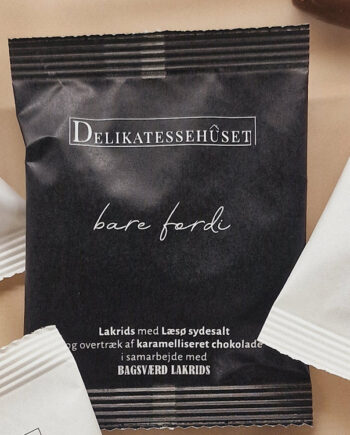 DELIKATESSEHÛSET
bare fordi
Lakrids med Læsø sydesalt
og overtræk af karamelliseret chokolade
i samarbejde med
BAGSVÆRD LAKRIDS